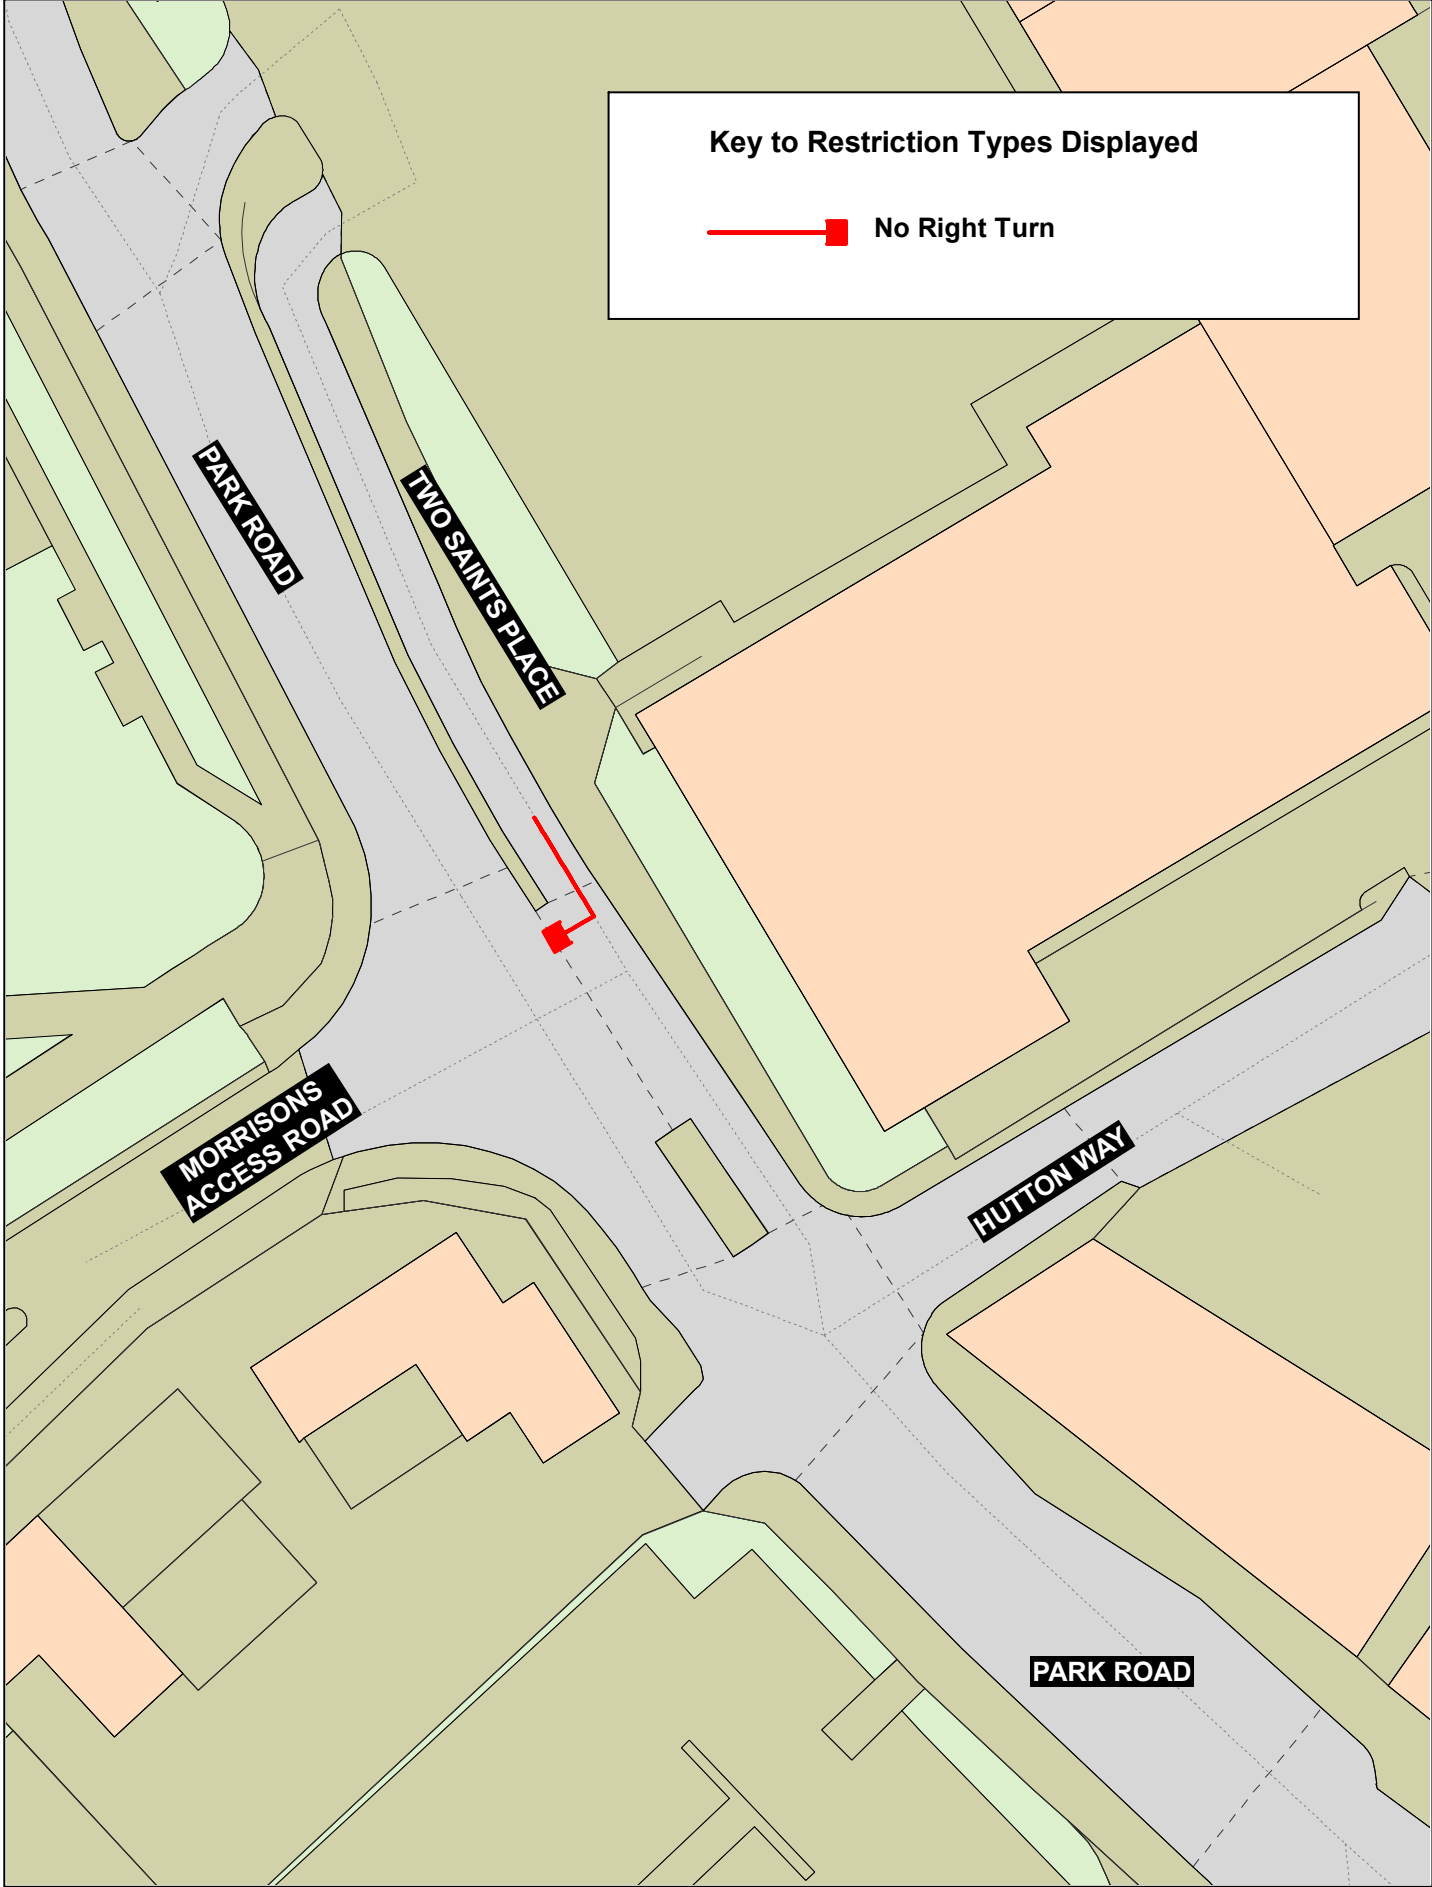 Key to Restriction Types Displayed
No Right Turn
PARK ROAD
TWO SAINTS PLACE
MORRISONS
ACCESS ROAD
HUTTON WAY
PARK ROAD